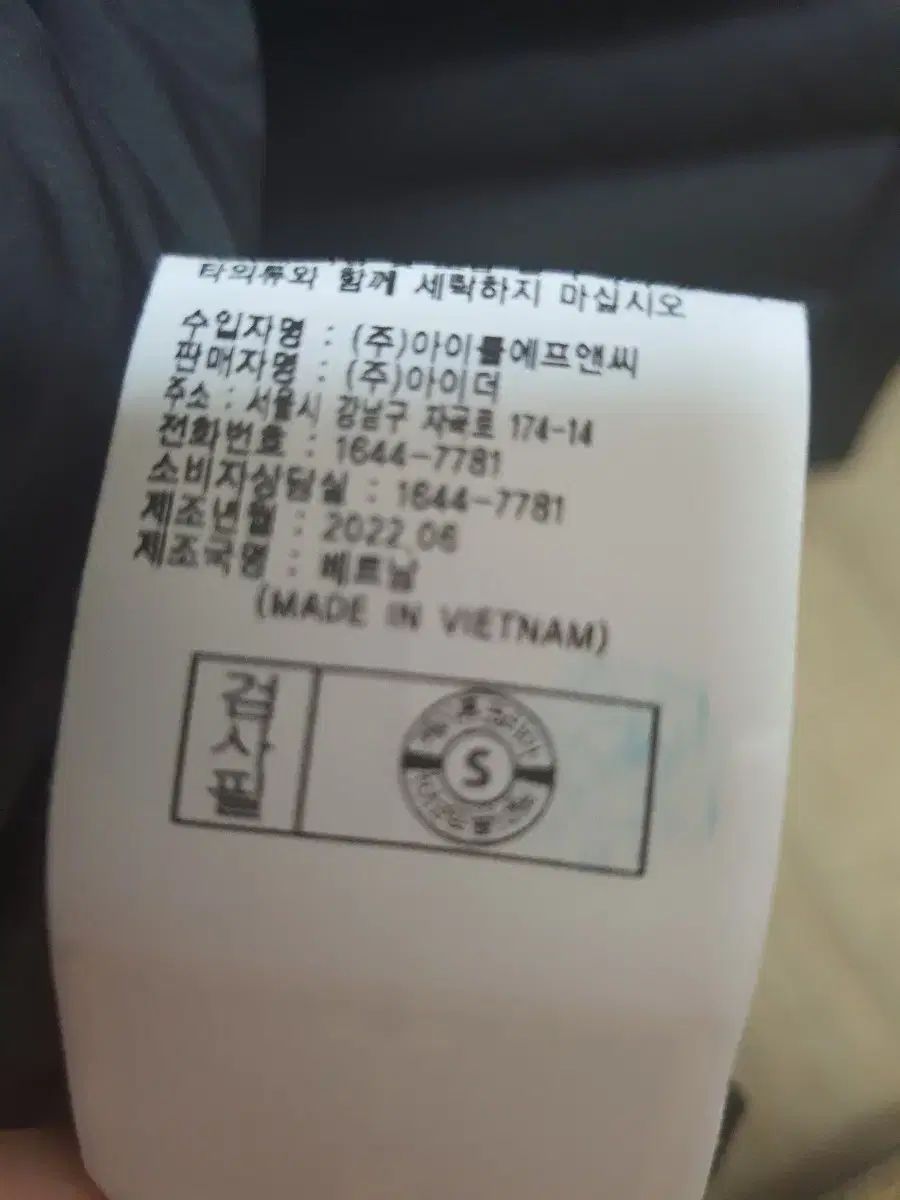 타의류와 함께 세탁하지 마십시오
수입자명 : (주)아이룰에프앤씨
판매자명 : (주)아이더
주소 : 서울시 강남구 자곡로 174-14
전화번호 : 1644-7781
소비자상담실 : 1644-7781
제조년월 : 2022 06
제조국명 : 베트남
(MADE IN VIETNAM)
검사필
S